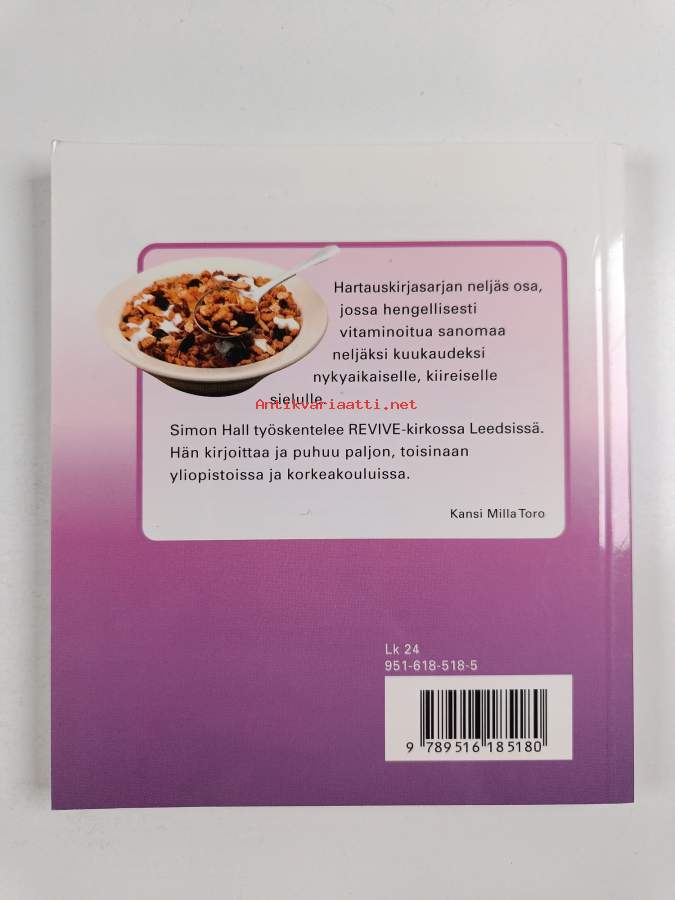 Hartauskirjasarjan neljäs osa,
jossa hengellisesti
vitaminoitua sanomaa
neljäksi kuukaudeksi
nykyaikaiselle, kiireiselle
sielulle.
Antikvariaatti.net
Simon Hall työskentelee REVIVE-kirkossa Leedsissä.
Hän kirjoittaa ja puhuu paljon, toisinaan
yliopistoissa ja korkeakouluissa.
Kansi Milla Toro
Lk 24
951-618-518-5
9 789516 185180